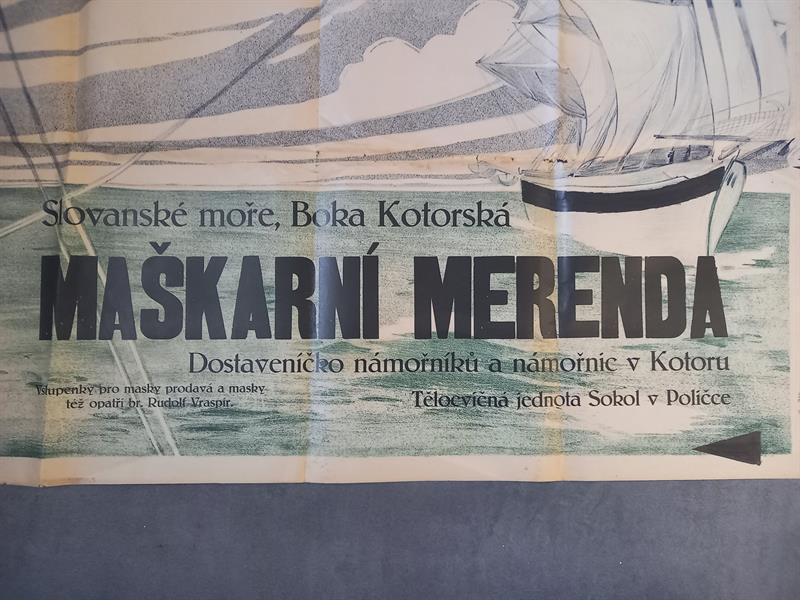 Slovanské moře, Boka Kotorská
MAŠKARNÍ MERENDA
Dostaveníčko námořníků a námořnic v Kotoru
Vstupenky pro masky prodává a masky
též opatří br. Rudolf Vraspír.
Tělocvičná jednota Sokol v Poličce